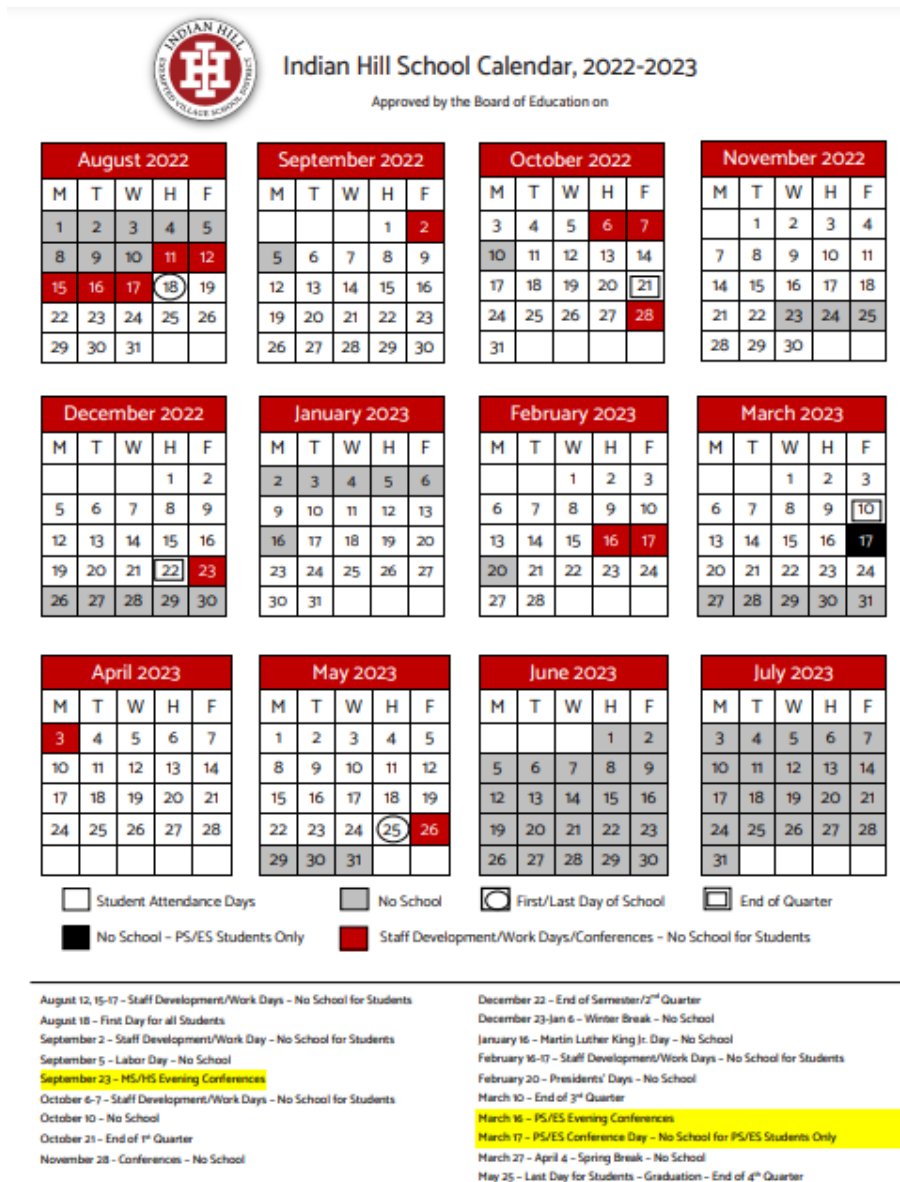 INDIAN HILL
EXEMPTED VILLAGE SCHOOL DISTRICT
IH
Indian Hill School Calendar, 2022-2023
Approved by the Board of Education on
August 2022
M T W H F
1 2 3 4 5
8 9 10 11 12
15 16 17 18 19
22 23 24 25 26
29 30 31
September 2022
M T W H F
1 2
5 6 7 8 9
12 13 14 15 16
19 20 21 22 23
26 27 28 29 30
October 2022
M T W H F
3 4 5 6 7
10 11 12 13 14
17 18 19 20 21
24 25 26 27 28
31
November 2022
M T W H F
1 2 3 4
7 8 9 10 11
14 15 16 17 18
21 22 23 24 25
28 29 30
December 2022
M T W H F
1 2
5 6 7 8 9
12 13 14 15 16
19 20 21 22 23
26 27 28 29 30
January 2023
M T W H F
2 3 4 5 6
9 10 11 12 13
16 17 18 19 20
23 24 25 26 27
30 31
February 2023
M T W H F
1 2 3
6 7 8 9 10
13 14 15 16 17
20 21 22 23 24
27 28
March 2023
M T W H F
1 2 3
6 7 8 9 10
13 14 15 16 17
20 21 22 23 24
27 28 29 30 31
April 2023
M T W H F
3 4 5 6 7
10 11 12 13 14
17 18 19 20 21
24 25 26 27 28
May 2023
M T W H F
1 2 3 4 5
8 9 10 11 12
15 16 17 18 19
22 23 24 25 26
29 30 31
June 2023
M T W H F
1 2
5 6 7 8 9
12 13 14 15 16
19 20 21 22 23
26 27 28 29 30
July 2023
M T W H F
3 4 5 6 7
10 11 12 13 14
17 18 19 20 21
24 25 26 27 28
31
Student Attendance Days
No School
First/Last Day of School
End of Quarter
No School – PS/ES Students Only
Staff Development/Work Days/Conferences – No School for Students
August 12, 15-17 – Staff Development/Work Days – No School for Students
August 18 – First Day for all Students
September 2 – Staff Development/Work Day – No School for Students
September 5 – Labor Day – No School
September 23 – MS/HS Evening Conferences
October 6-7 – Staff Development/Work Days – No School for Students
October 10 – No School
October 21 – End of 1st Quarter
November 28 - Conferences – No School
December 22 – End of Semester/2nd Quarter
December 23-Jan 6 – Winter Break – No School
January 16 – Martin Luther King Jr. Day – No School
February 16-17 – Staff Development/Work Days – No School for Students
February 20 – Presidents' Days – No School
March 10 – End of 3rd Quarter
March 16 – PS/ES Evening Conferences
March 17 – PS/ES Conference Day – No School for PS/ES Students Only
March 27 – April 4 – Spring Break – No School
May 25 – Last Day for Students – Graduation – End of 4th Quarter